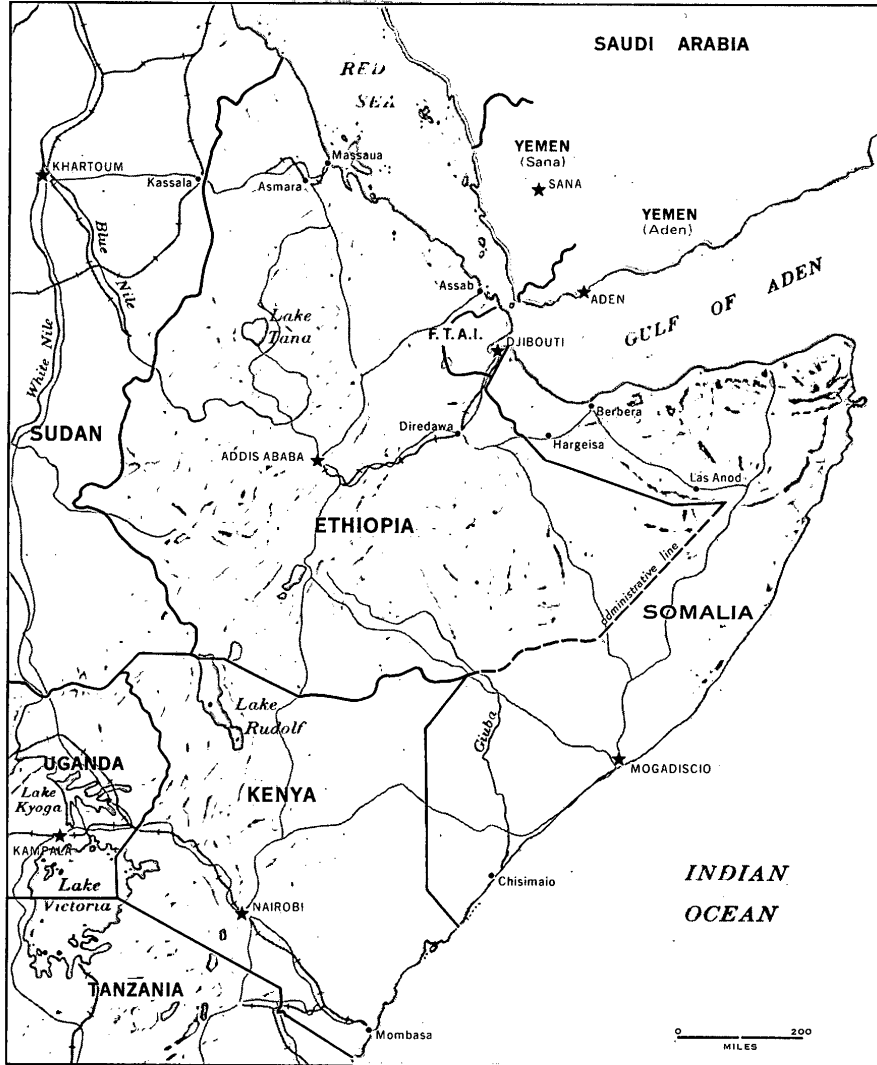 SAUDI ARABIA
RED
SEA
YEMEN
(Sana)
SANA
YEMEN
(Aden)
ADEN
GULF OF ADEN
KHARTOUM
Kassala
Asmara
Massaua
Blue Nile
White Nile
Lake
Tana
Assab
F. T. A. I.
DJIBOUTI
SUDAN
ADDIS ABABA
Diredawa
Berbera
Hargeisa
Las Anod
ETHIOPIA
administrative line
SOMALIA
Lake
Rudolf
Giuba
UGANDA
Lake
Kyoga
KENYA
MOGADISCIO
KAMPALA
Lake
Victoria
NAIROBI
Chisimaio
INDIAN
OCEAN
TANZANIA
Mombasa
0 200
MILES